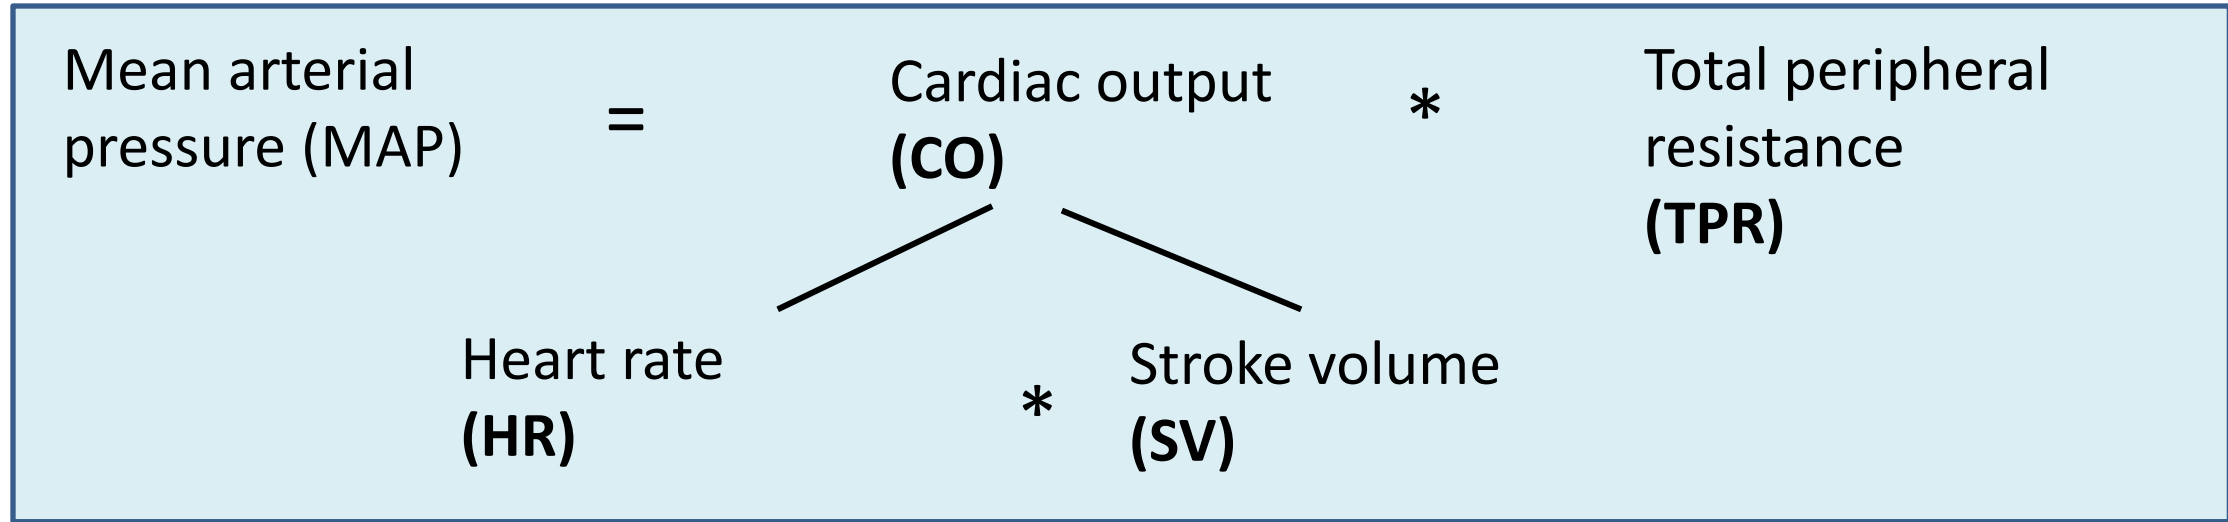 Mean arterial
pressure (MAP)
=
Cardiac output
(CO)
*
Total peripheral
resistance
(TPR)
Heart rate
(HR)
*
Stroke volume
(SV)